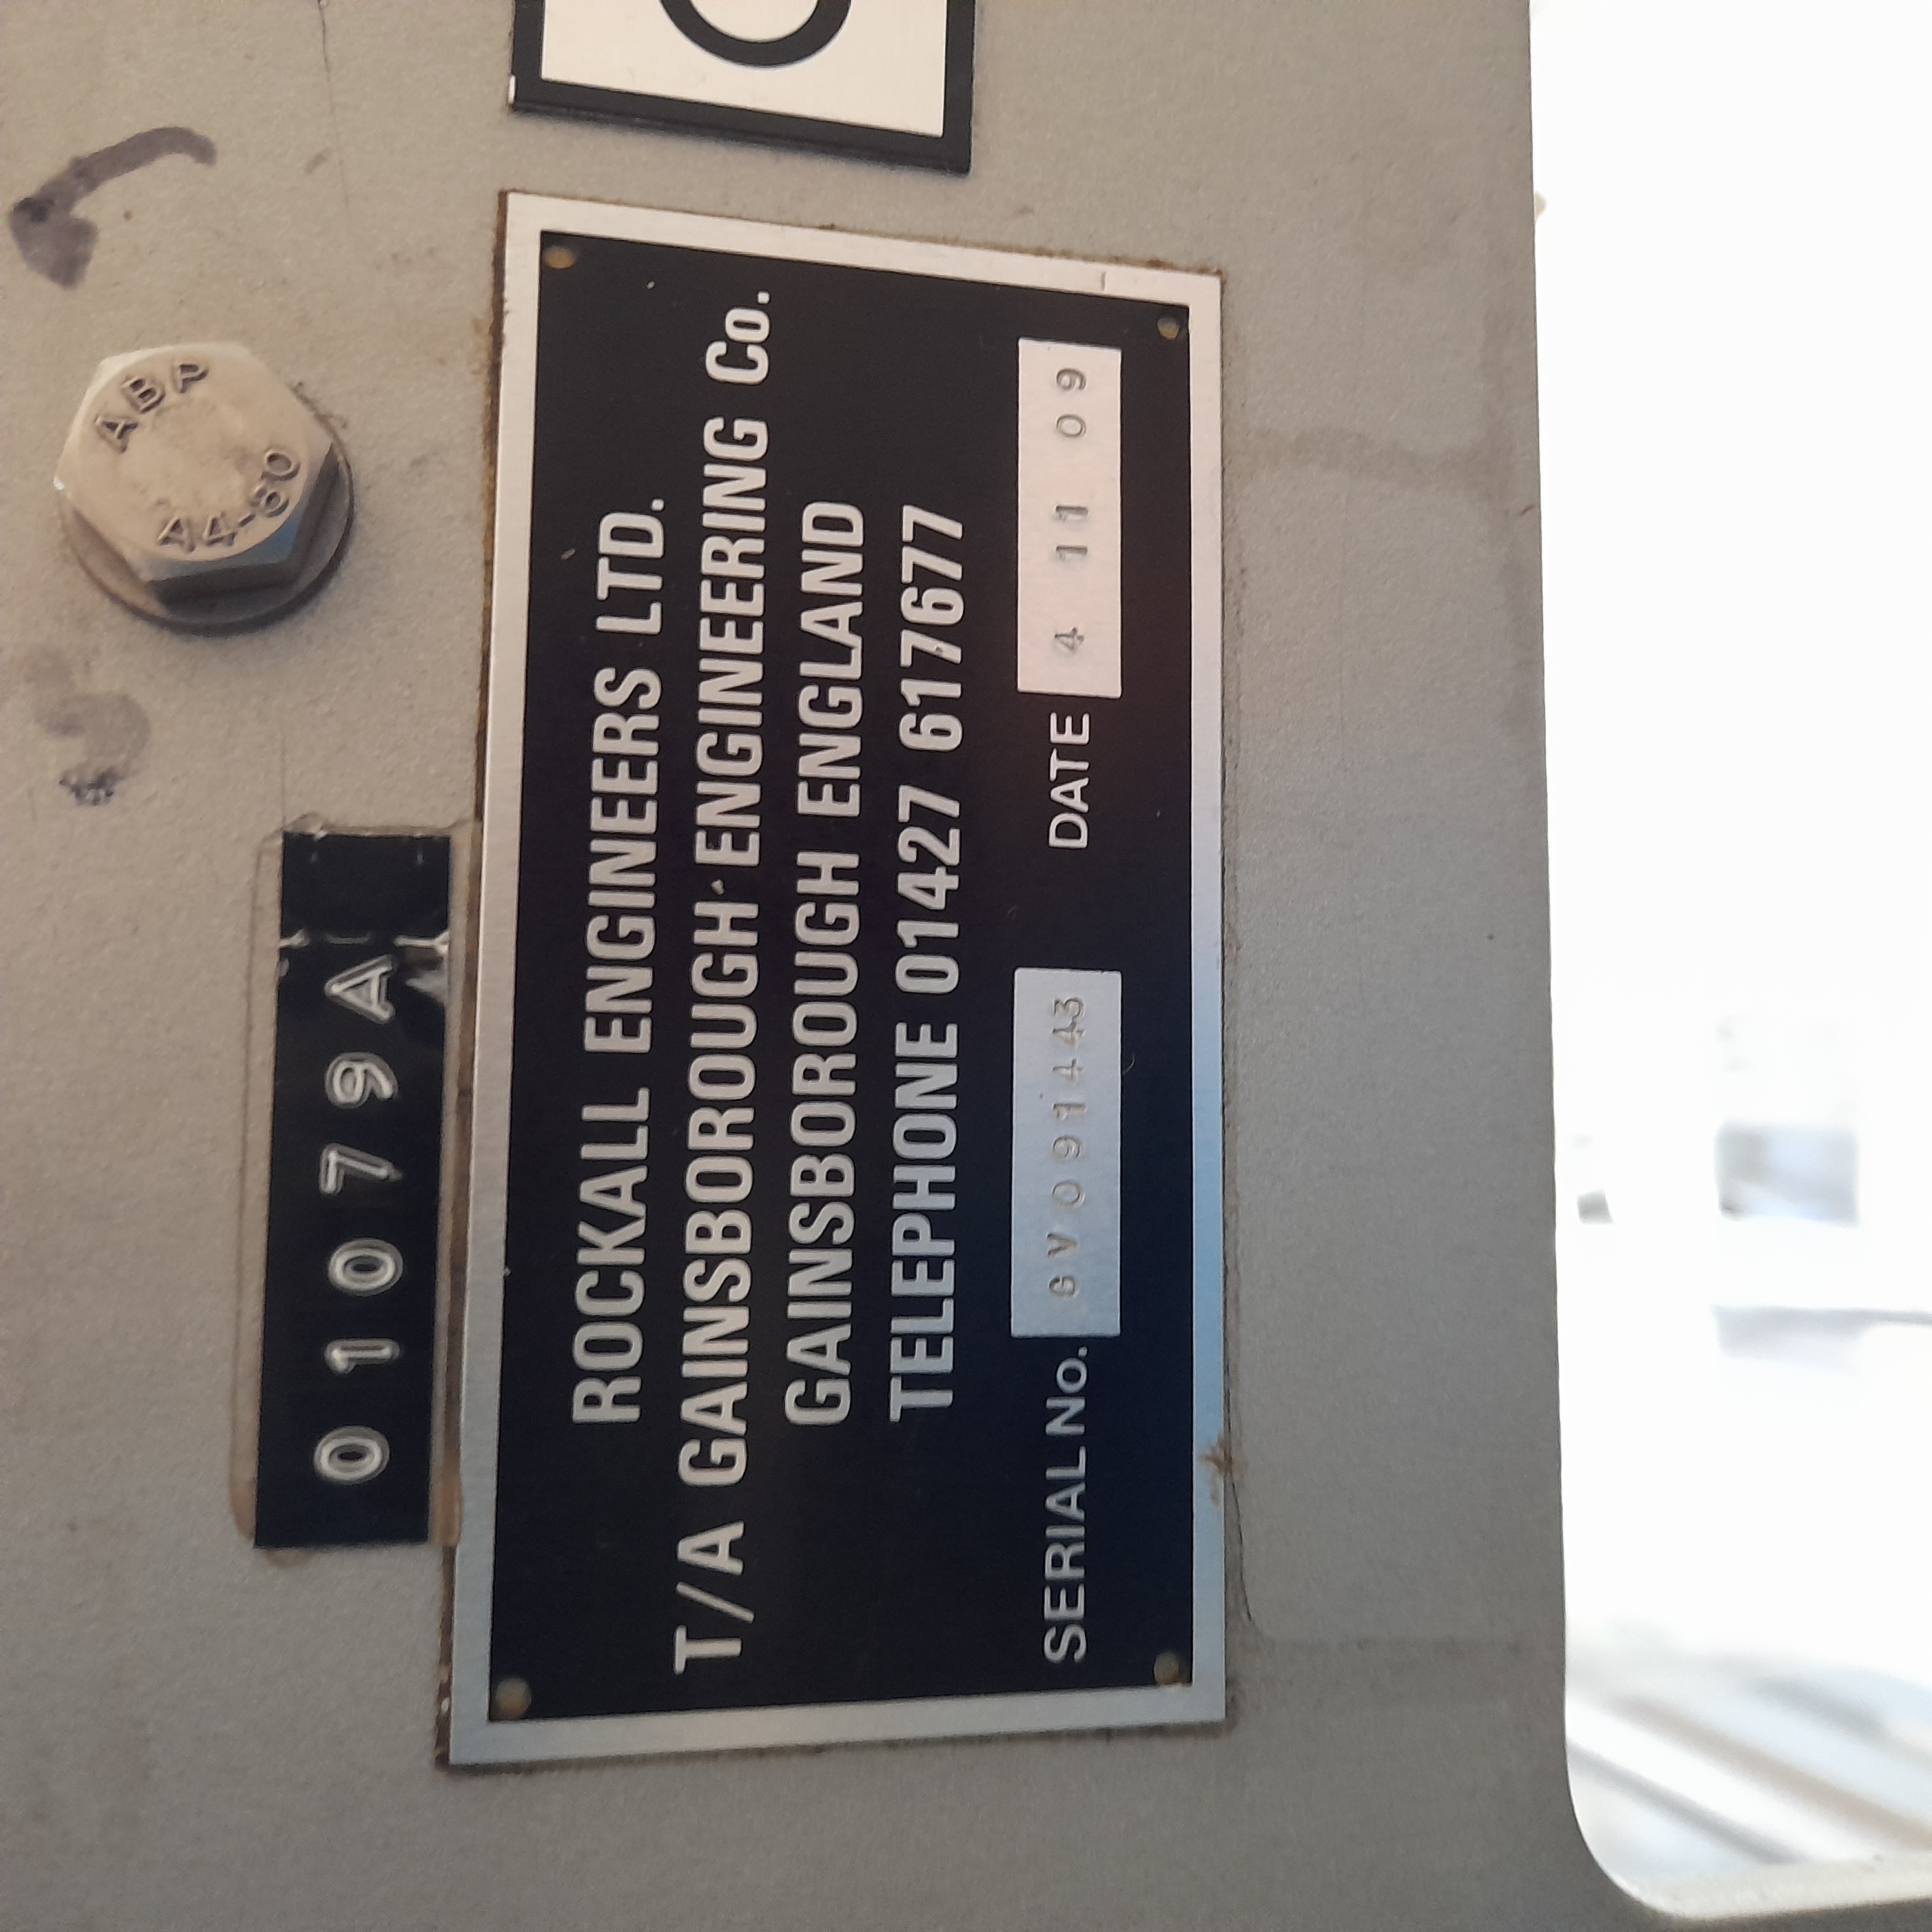 ABP
A4-80
01079A
ROCKALL ENGINEERS LTD.
T/A GAINSBOROUGH ENGINEERING Co.
GAINSBOROUGH ENGLAND
TELEPHONE 01427 617677
SERIAL No. GV091443 DATE 4 11 09